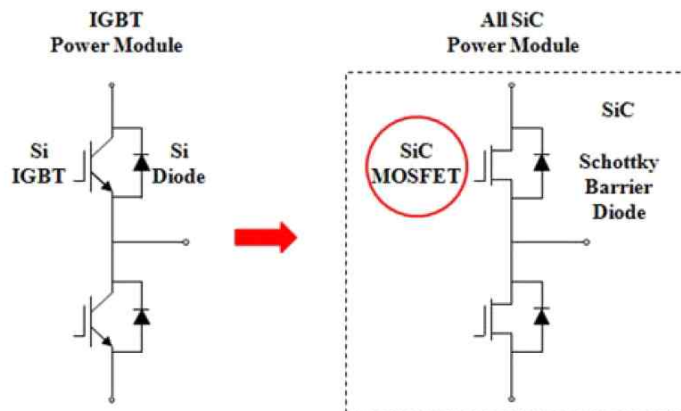 IGBT
Power Module
All SiC
Power Module
Si
IGBT
Si
Diode
SiC
MOSFET
SiC
Schottky
Barrier
Diode